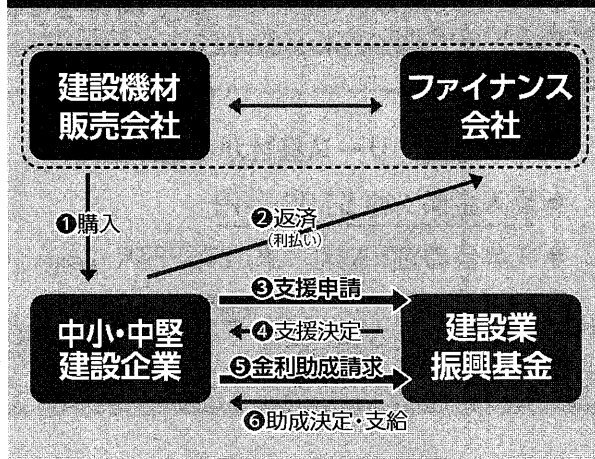 建設機材
販売会社
ファイナンス
会社
❶購入
❷返済
(利払い)
❸支援申請
❹支援決定
❺金利助成請求
❻助成決定・支給
中小・中堅
建設企業
建設業
振興基金